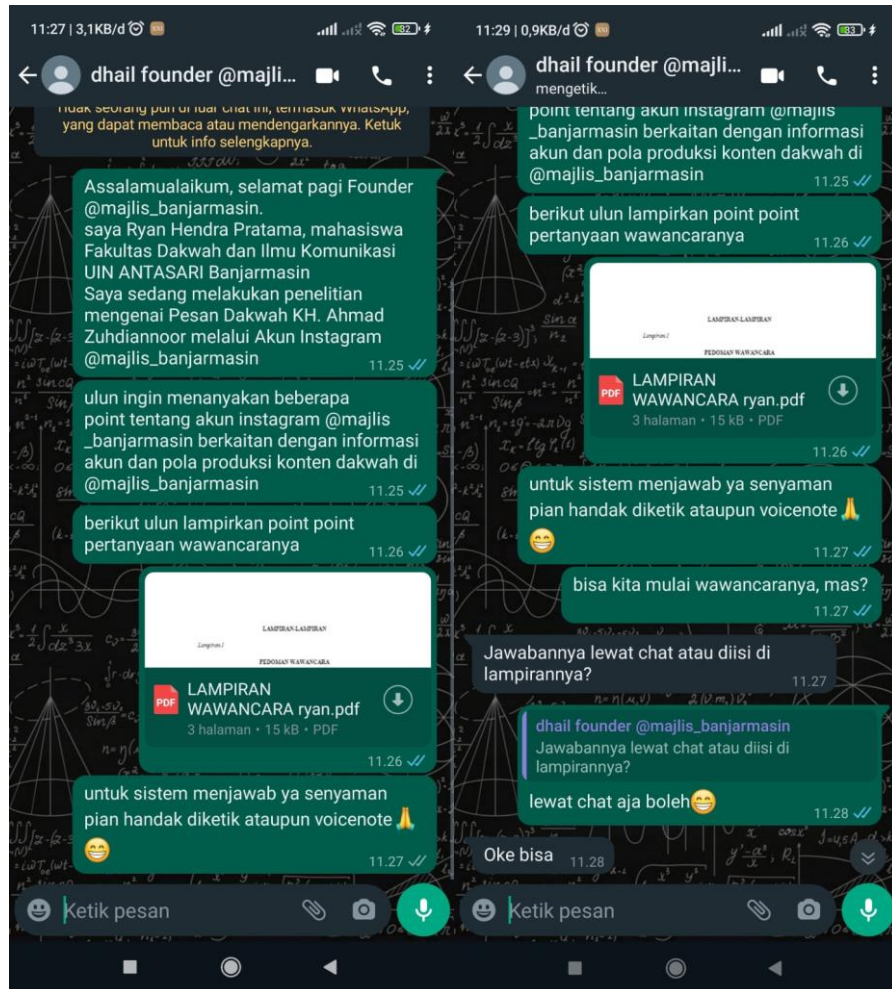 11:27 | 3,1KB/d
82
dhail founder @majli...
Tidak seorang pun di luar chat ini, termasuk WhatsApp,
yang dapat membaca atau mendengarkannya. Ketuk
untuk info selengkapnya.
Assalamualaikum, selamat pagi Founder
@majlis_banjarmasin.
saya Ryan Hendra Pratama, mahasiswa
Fakultas Dakwah dan Ilmu Komunikasi
UIN ANTASARI Banjarmasin
Saya sedang melakukan penelitian
mengenai Pesan Dakwah KH. Ahmad
Zuhdiannoor melalui Akun Instagram
@majlis_banjarmasin
11.25
ulun ingin menanyakan beberapa
point tentang akun instagram @majlis
_banjarmasin berkaitan dengan informasi
akun dan pola produksi konten dakwah di
@majlis_banjarmasin
11.25
berikut ulun lampirkan point point
pertanyaan wawancaranya
11.26
LAMPIRAN-LAMPIRAN
Lampiran 1
PEDOMAN WAWANCARA
PDF
LAMPIRAN
WAWANCARA ryan.pdf
3 halaman • 15 kB • PDF
11.26
untuk sistem menjawab ya senyaman
pian handak diketik ataupun voicenote 🙏
😁
11.27
Ketik pesan
11:29 | 0,9KB/d
83
dhail founder @majli...
mengetik...
point tentang akun instagram @majlis
_banjarmasin berkaitan dengan informasi
akun dan pola produksi konten dakwah di
@majlis_banjarmasin
11.25
berikut ulun lampirkan point point
pertanyaan wawancaranya
11.26
LAMPIRAN-LAMPIRAN
Lampiran 1
PEDOMAN WAWANCARA
PDF
LAMPIRAN
WAWANCARA ryan.pdf
3 halaman • 15 kB • PDF
11.26
untuk sistem menjawab ya senyaman
pian handak diketik ataupun voicenote 🙏
😁
11.27
bisa kita mulai wawancaranya, mas?
11.27
Jawabannya lewat chat atau diisi di
lampirannya?
11.27
dhail founder @majlis_banjarmasin
Jawabannya lewat chat atau diisi di
lampirannya?
lewat chat aja boleh😁
11.28
Oke bisa
11.28
Ketik pesan